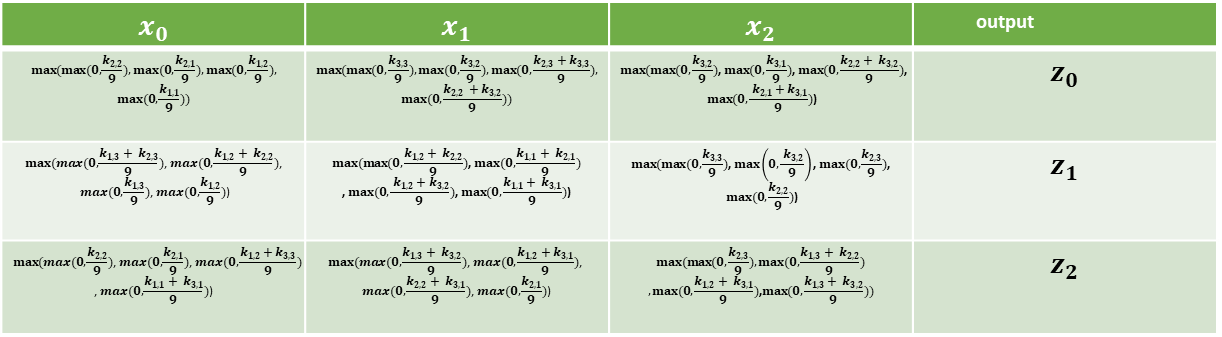 x₀ x₁ x₂ output
max(max(0,k₂,₂/9), max(0,k₂,₁/9), max(0,k₁,₂/9),
max(0,k₁,₁/9))
max(max(0,k₃,₃/9), max(0,k₃,₂/9), max(0,k₂,₃ + k₃,₃/9),
max(0,k₂,₂ + k₃,₂/9))
max(max(0,k₃,₂/9), max(0,k₃,₁/9), max(0,k₂,₂ + k₃,₂/9),
max(0,k₂,₁ + k₃,₁/9))
z₀
max(max(0,k₁,₃ + k₂,₃/9), max(0,k₁,₂ + k₂,₂/9),
max(0,k₁,₃/9), max(0,k₁,₂/9))
max(max(0,k₁,₂ + k₂,₂/9), max(0,k₁,₁ + k₂,₁/9)
, max(0,k₁,₂ + k₃,₂/9), max(0,k₁,₁ + k₃,₁/9))
max(max(0,k₃,₃/9), max(0,k₃,₂/9), max(0,k₂,₃/9),
max(0,k₂,₂/9))
z₁
max(max(0,k₂,₂/9), max(0,k₂,₁/9), max(0,k₁,₂ + k₃,₃/9)
, max(0,k₁,₁ + k₃,₁/9))
max(max(0,k₁,₃ + k₃,₂/9), max(0,k₁,₂ + k₃,₁/9),
max(0,k₂,₂ + k₃,₁/9), max(0,k₂,₁/9))
max(max(0,k₂,₃/9),max(0,k₁,₃ + k₂,₂/9)
,max(0,k₁,₂ + k₃,₁/9),max(0,k₁,₃ + k₃,₂/9))
z₂